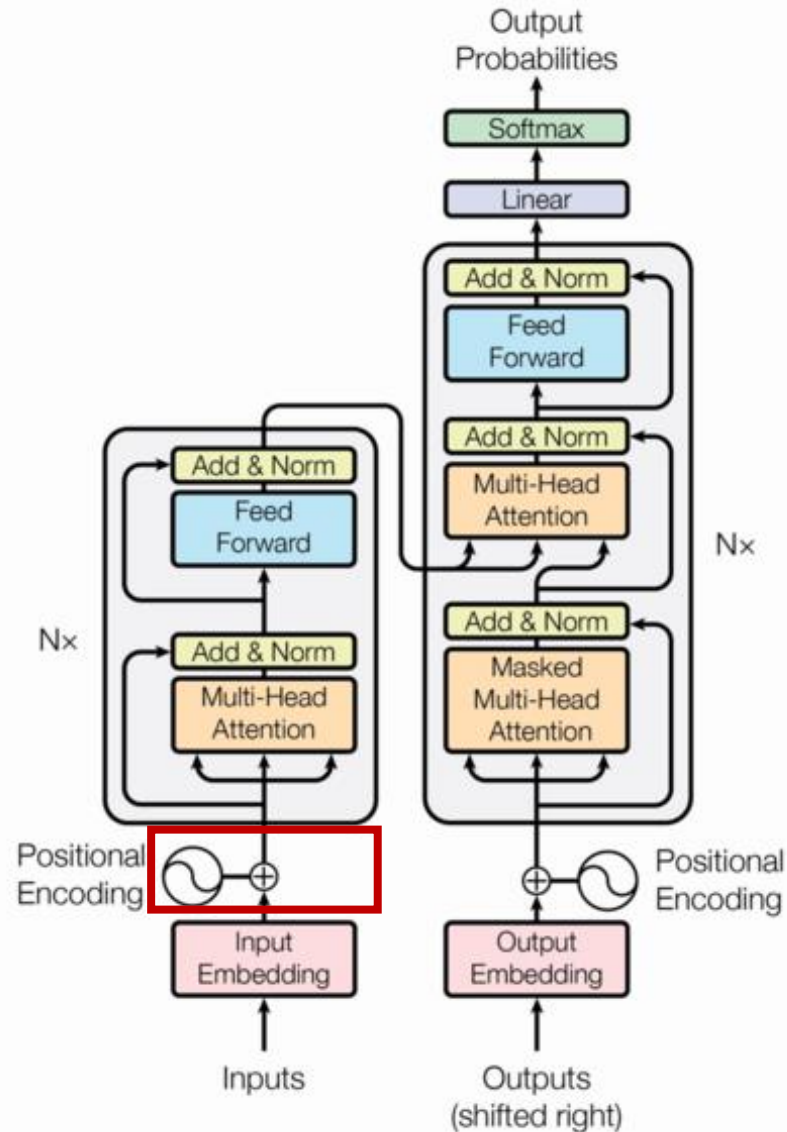 Output
Probabilities
Softmax
Linear
Add & Norm
Feed
Forward
Add & Norm
Multi-Head
Attention
Nx
Add & Norm
Masked
Multi-Head
Attention
Add & Norm
Feed
Forward
Nx
Add & Norm
Multi-Head
Attention
Positional
Encoding
Positional
Encoding
Input
Embedding
Output
Embedding
Inputs
Outputs
(shifted right)